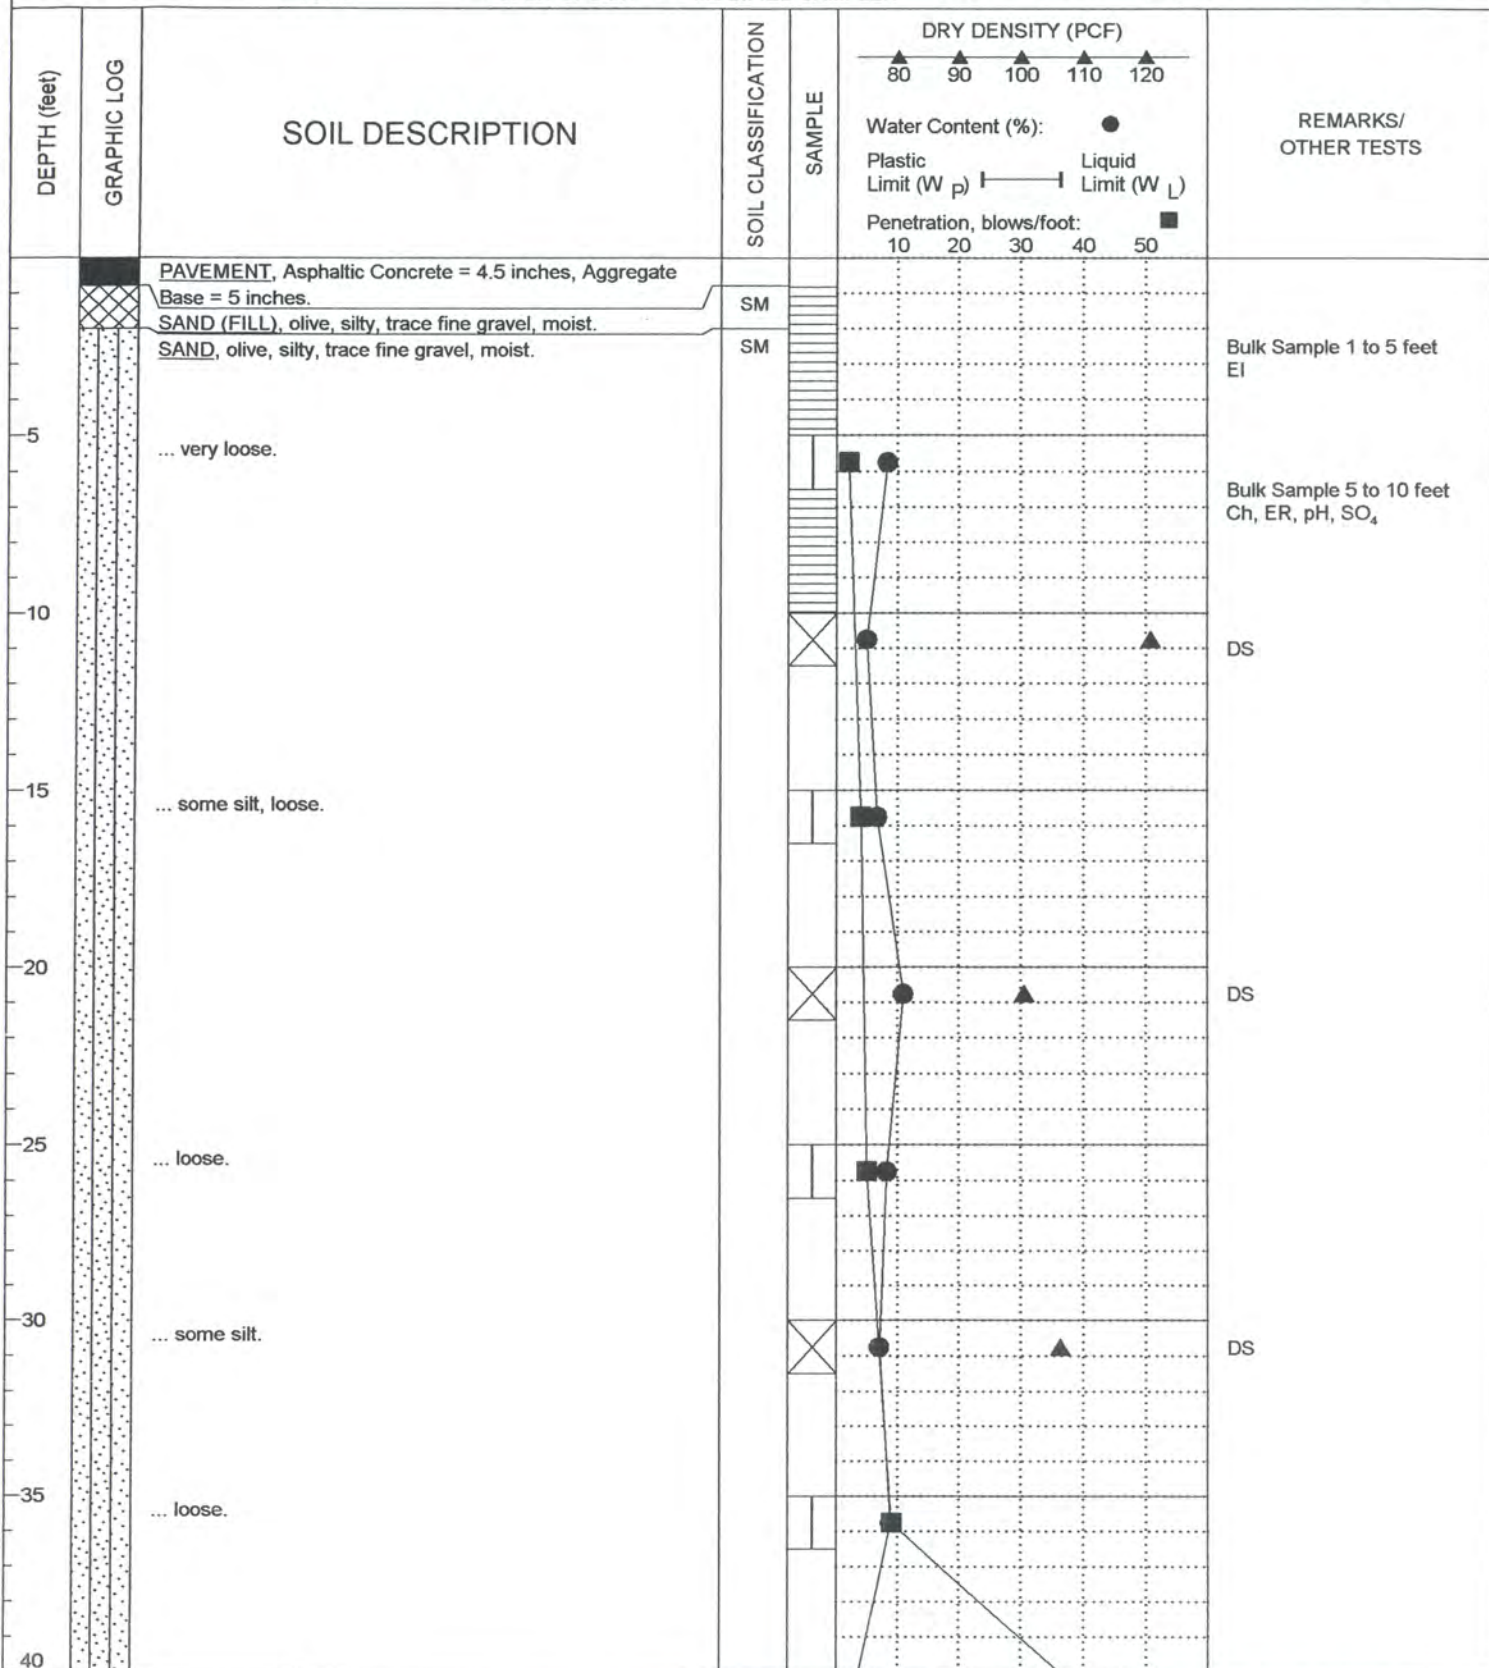 DEPTH (feet)
GRAPHIC LOG
SOIL DESCRIPTION
SOIL CLASSIFICATION
SAMPLE
DRY DENSITY (PCF)
80 90 100 110 120
Water Content (%):
Plastic Limit (W P)
Liquid Limit (W L)
Penetration, blows/foot:
10 20 30 40 50
REMARKS/
OTHER TESTS
PAVEMENT, Asphaltic Concrete = 4.5 inches, Aggregate
Base = 5 inches.
SM
SAND (FILL), olive, silty, trace fine gravel, moist.
SAND, olive, silty, trace fine gravel, moist.
SM
Bulk Sample 1 to 5 feet
EI
5
... very loose.
Bulk Sample 5 to 10 feet
Ch, ER, pH, SO₄
10
DS
15
... some silt, loose.
20
DS
25
... loose.
30
... some silt.
DS
35
... loose.
40